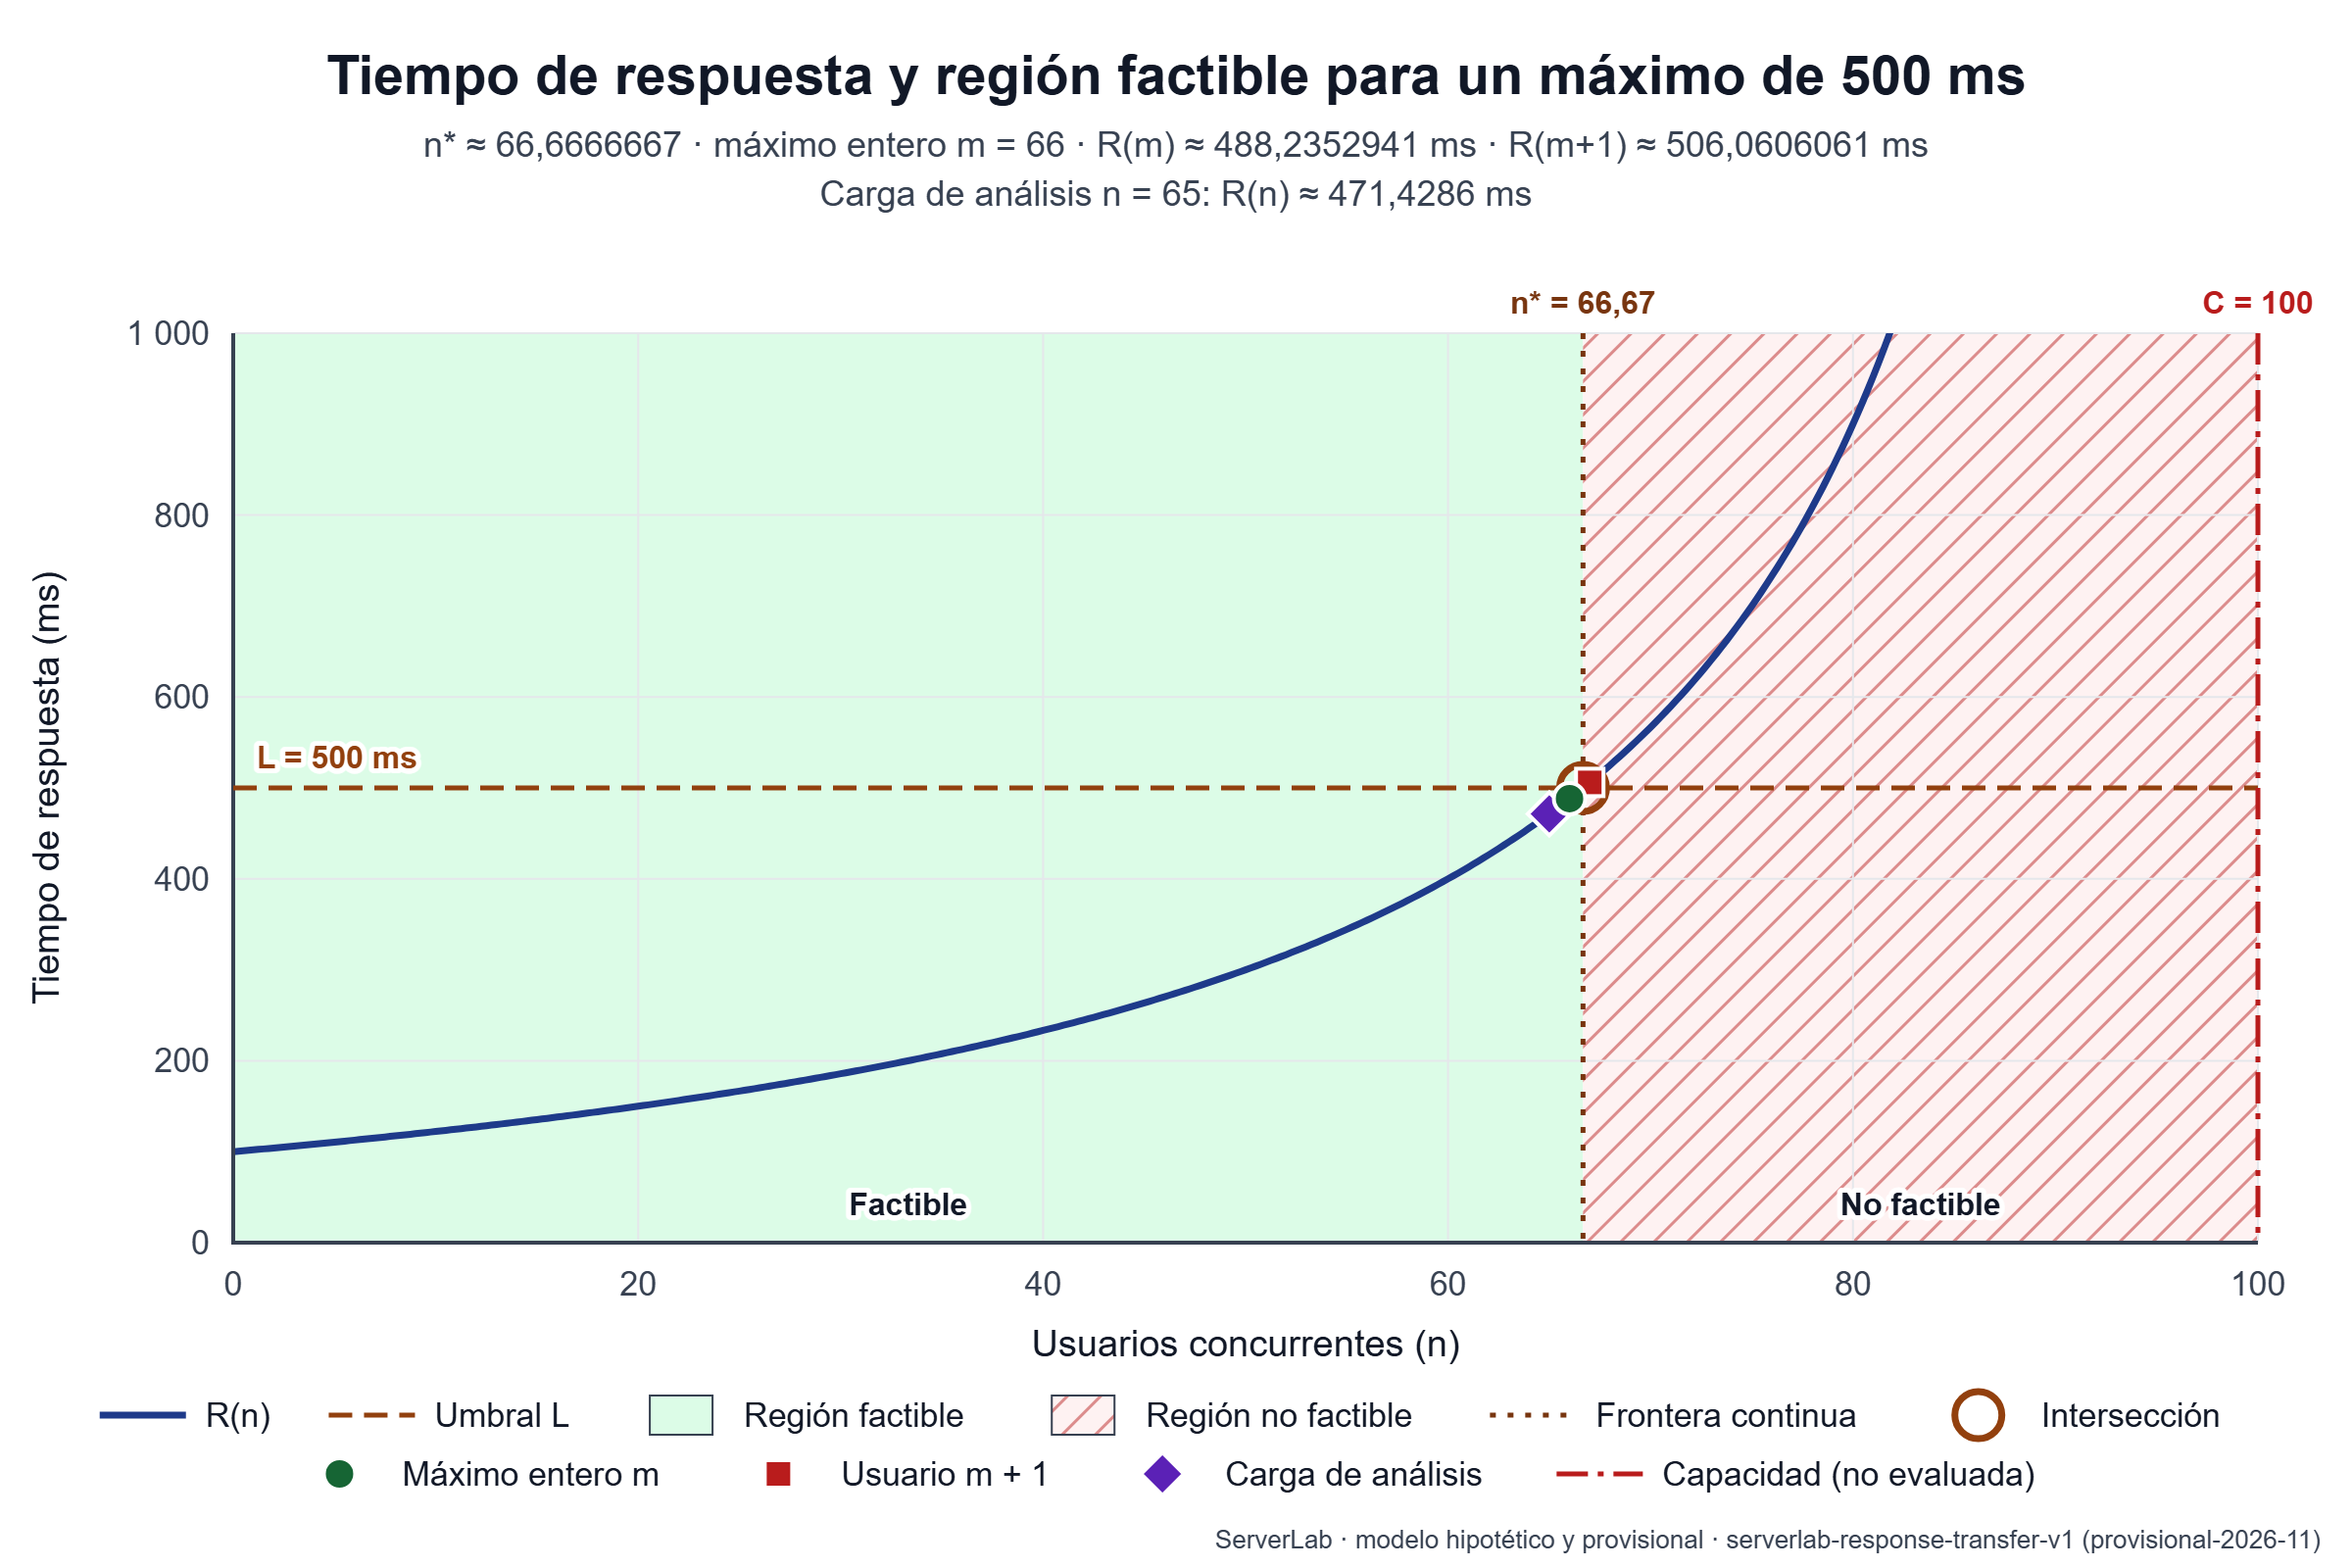 Tiempo de respuesta y región factible para un máximo de 500 ms
n* ≈ 66,6666667 · máximo entero m = 66 · R(m) ≈ 488,2352941 ms · R(m+1) ≈ 506,0606061 ms
Carga de análisis n = 65: R(n) ≈ 471,4286 ms
n* = 66,67
C = 100
1 000
800
600
400
200
0
Tiempo de respuesta (ms)
L = 500 ms
Factible
No factible
0
20
40
60
80
100
Usuarios concurrentes (n)
R(n)
Umbral L
Región factible
Región no factible
Frontera continua
Intersección
Máximo entero m
Usuario m + 1
Carga de análisis
Capacidad (no evaluada)
ServerLab · modelo hipotético y provisional · serverlab-response-transfer-v1 (provisional-2026-11)